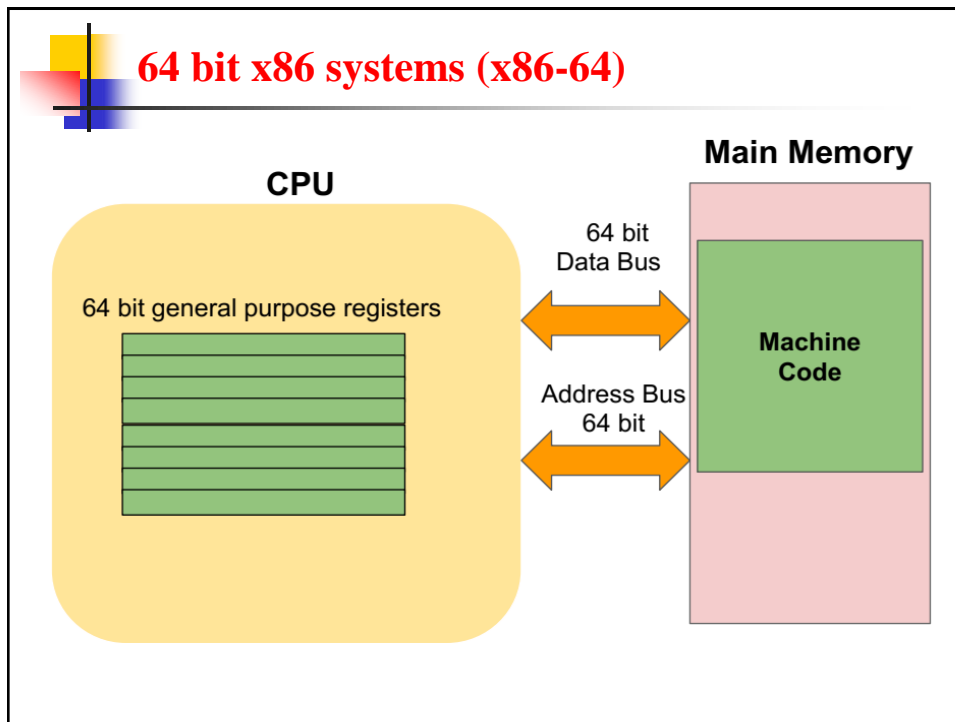 64 bit x86 systems (x86-64)
Main Memory
CPU
64 bit
Data Bus
64 bit general purpose registers
Machine
Code
Address Bus
64 bit